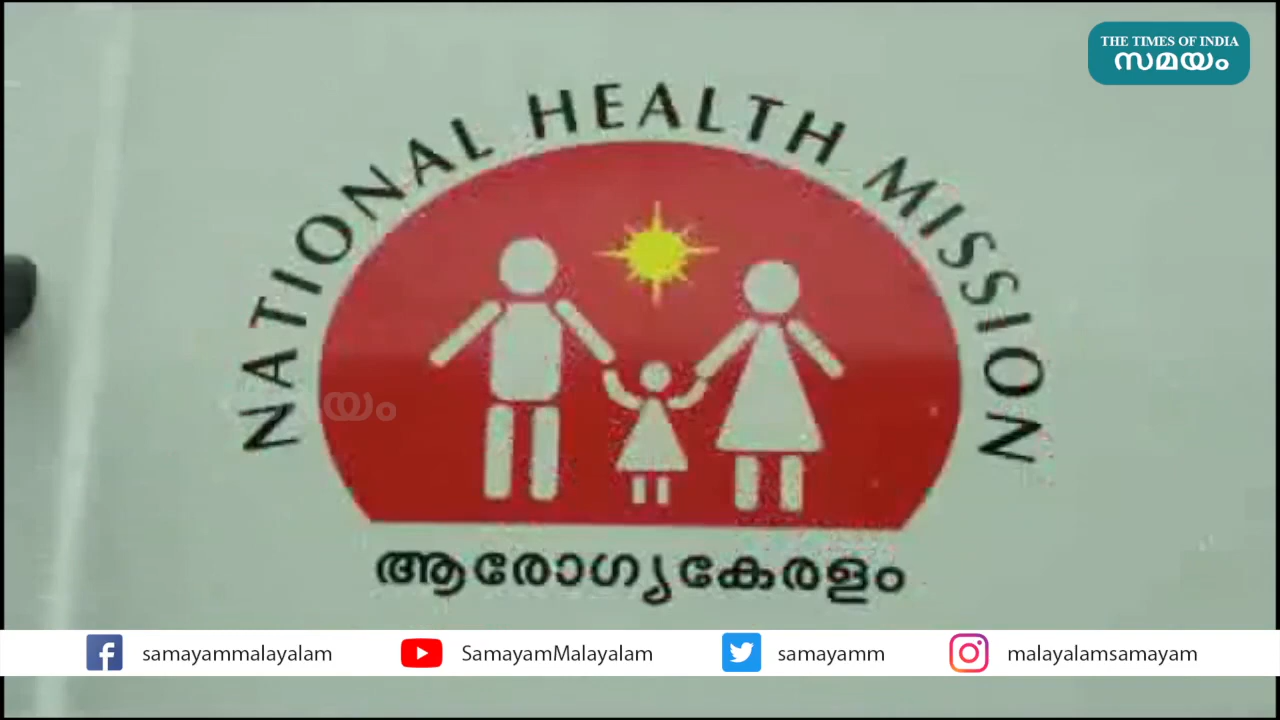 THE TIMES OF INDIA
സമയം
NATIONAL HEALTH MISSION
യം
ആരോഗ്യകേരളം
samayammalayalam
SamayamMalayalam
samayamm
malayalamsamayam